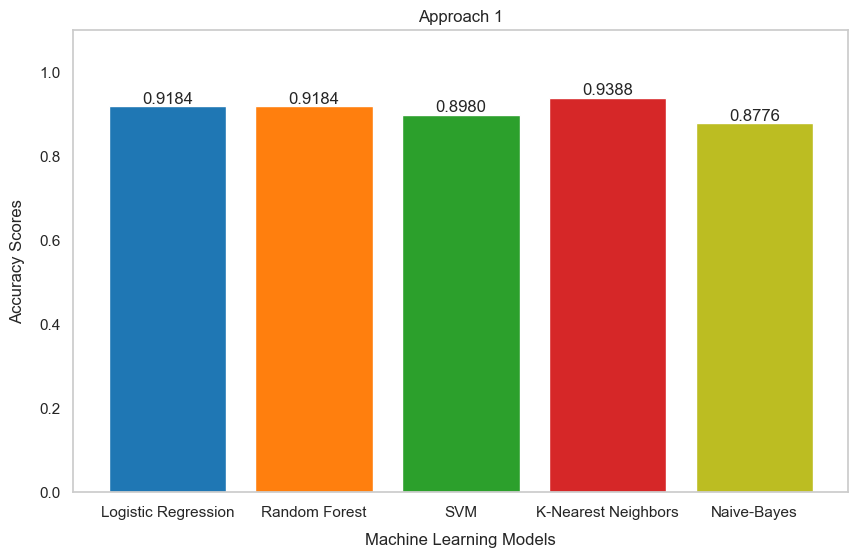 Approach 1
Accuracy Scores
1.0
0.8
0.6
0.4
0.2
0.0
0.9184
0.9184
0.8980
0.9388
0.8776
Logistic Regression
Random Forest
SVM
K-Nearest Neighbors
Naive-Bayes
Machine Learning Models